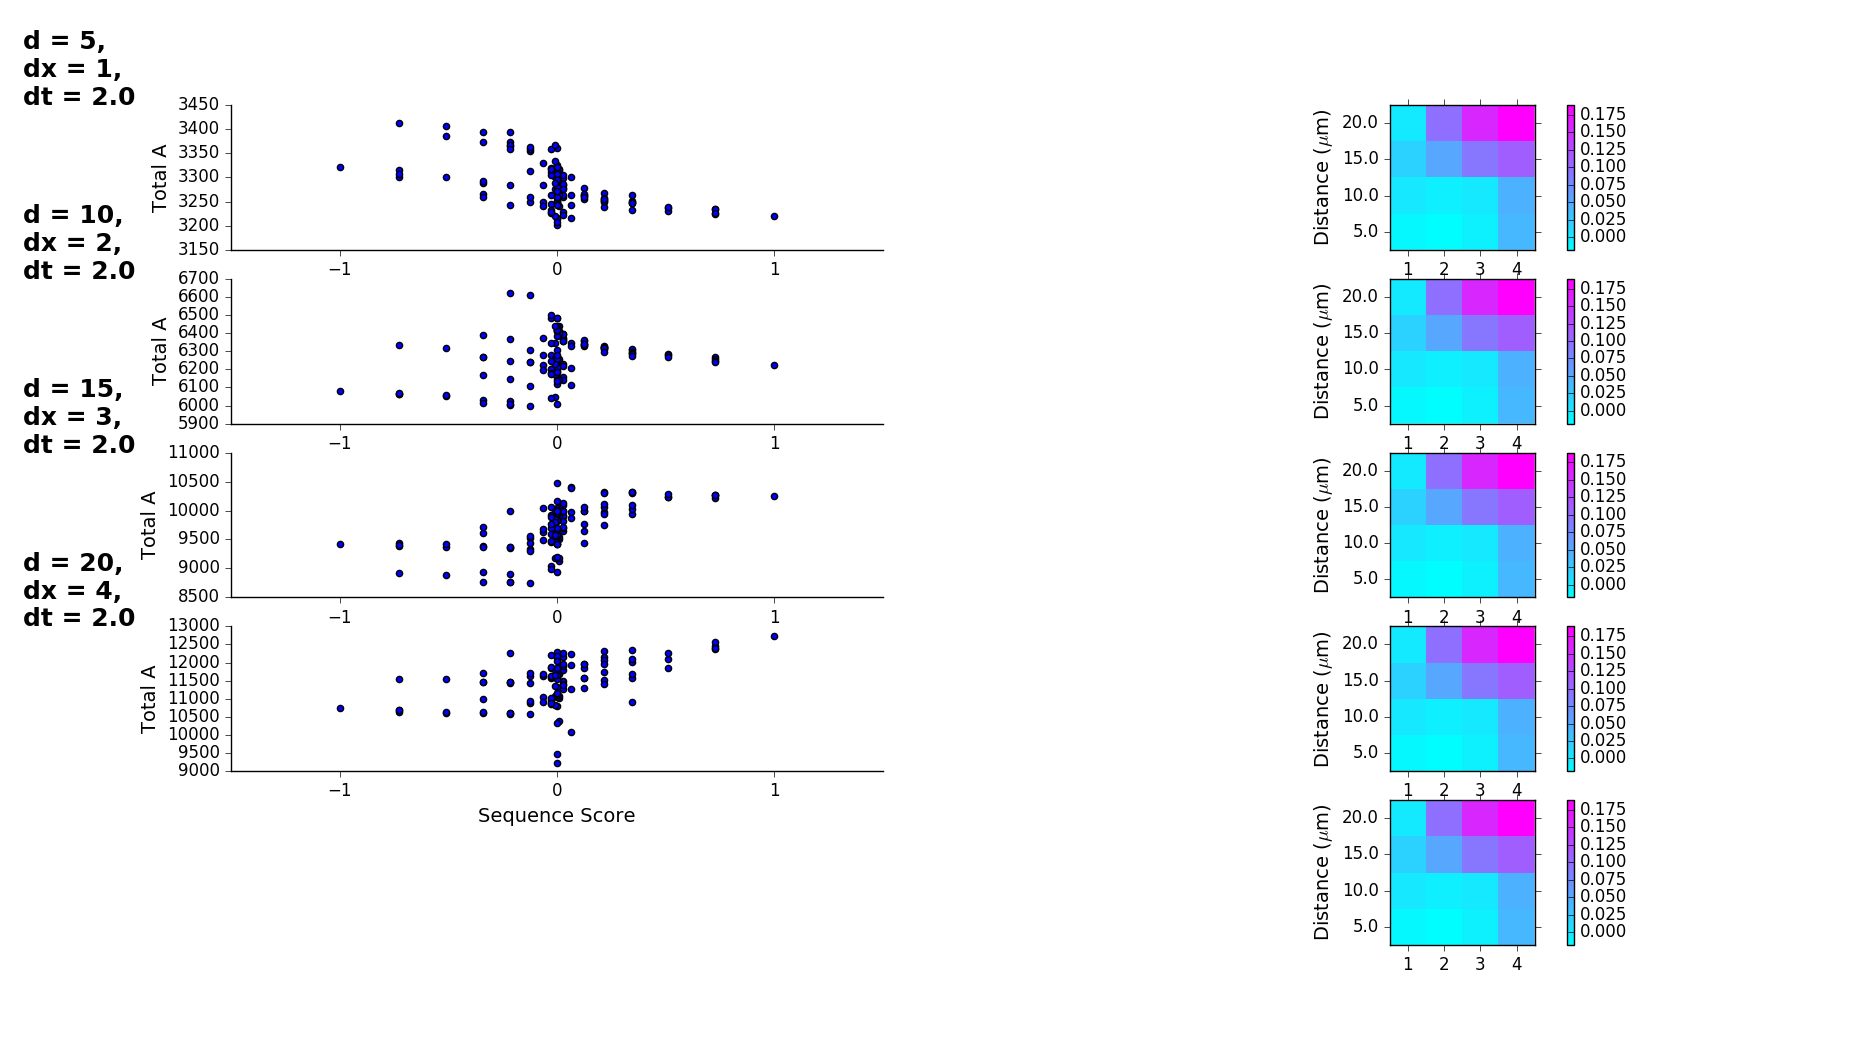 d = 5,
dx = 1,
dt = 2.0
3450
3400
3350
3300
3250
3200
3150
Total A
−1 0 1
d = 10,
dx = 2,
dt = 2.0
6700
6600
6500
6400
6300
6200
6100
6000
5900
Total A
−1 0 1
d = 15,
dx = 3,
dt = 2.0
11000
10500
10000
9500
9000
8500
Total A
−1 0 1
d = 20,
dx = 4,
dt = 2.0
13000
12500
12000
11500
11000
10500
10000
9500
9000
Total A
−1 0 1
Sequence Score
Distance (μm)
20.0
15.0
10.0
5.0
1 2 3 4
0.175
0.150
0.125
0.100
0.075
0.050
0.025
0.000
Distance (μm)
20.0
15.0
10.0
5.0
1 2 3 4
0.175
0.150
0.125
0.100
0.075
0.050
0.025
0.000
Distance (μm)
20.0
15.0
10.0
5.0
1 2 3 4
0.175
0.150
0.125
0.100
0.075
0.050
0.025
0.000
Distance (μm)
20.0
15.0
10.0
5.0
1 2 3 4
0.175
0.150
0.125
0.100
0.075
0.050
0.025
0.000
Distance (μm)
20.0
15.0
10.0
5.0
1 2 3 4
0.175
0.150
0.125
0.100
0.075
0.050
0.025
0.000